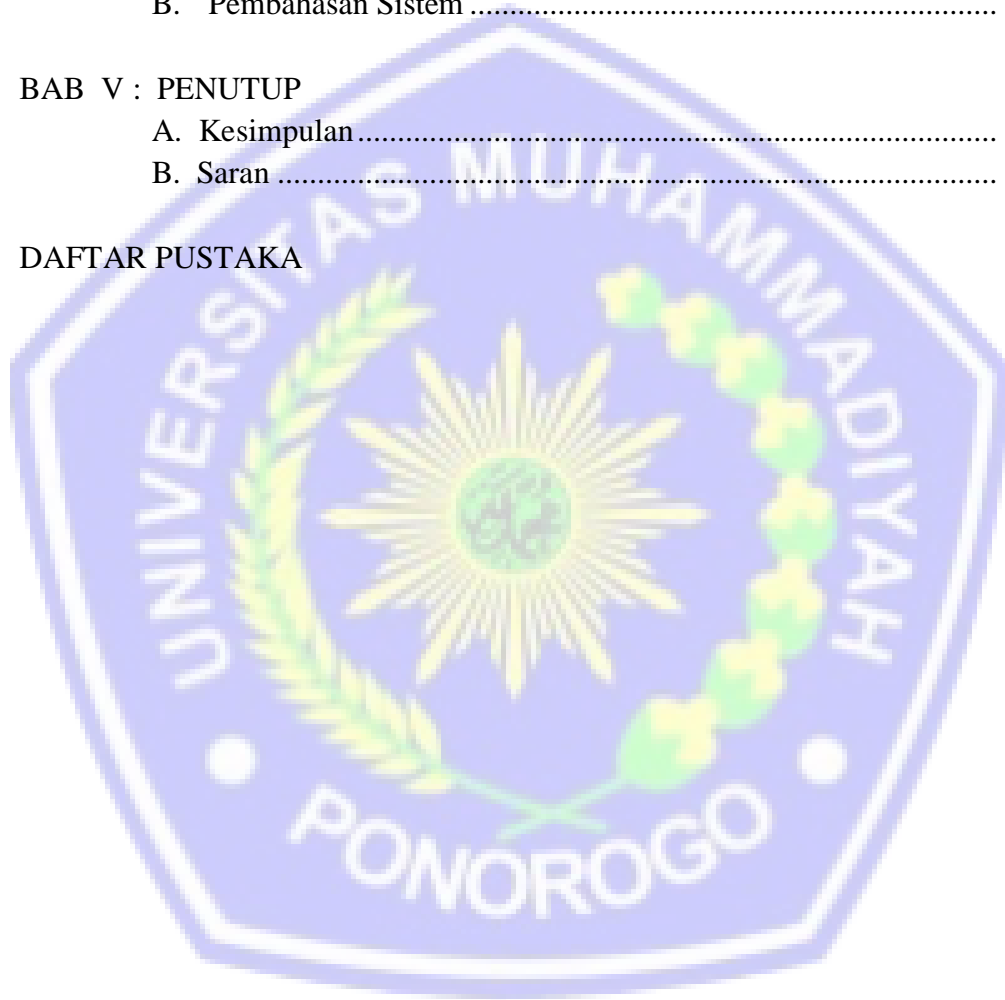 B. Pembahasan Sistem ..................................................................
BAB V : PENUTUP
A. Kesimpulan ................................................................................
B. Saran ..........................................................................................
DAFTAR PUSTAKA
UNIVERSITAS MUHAMMADIYAH
PONOROGO